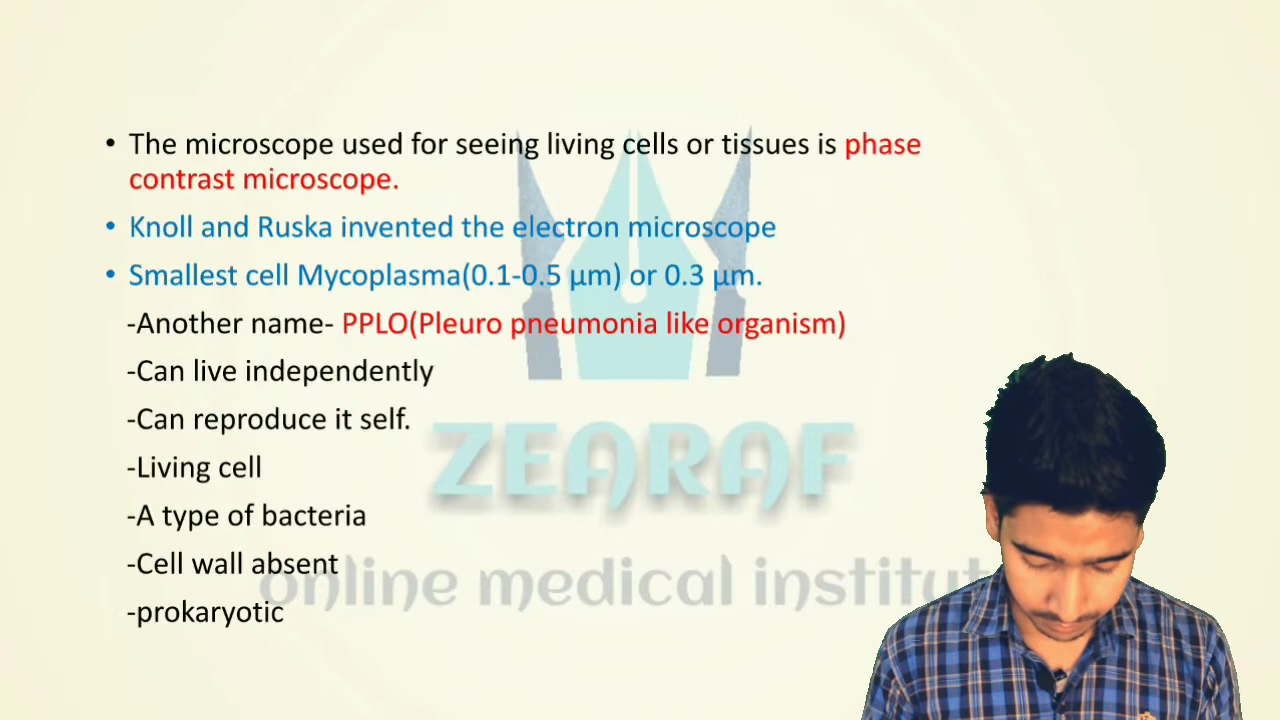 • The microscope used for seeing living cells or tissues is phase
contrast microscope.
• Knoll and Ruska invented the electron microscope
• Smallest cell Mycoplasma(0.1-0.5 μm) or 0.3 μm.
-Another name- PPLO(Pleuro pneumonia like organism)
-Can live independently
-Can reproduce it self.
-Living cell
-A type of bacteria
-Cell wall absent
-prokaryotic
ZEARAF
online medical institut